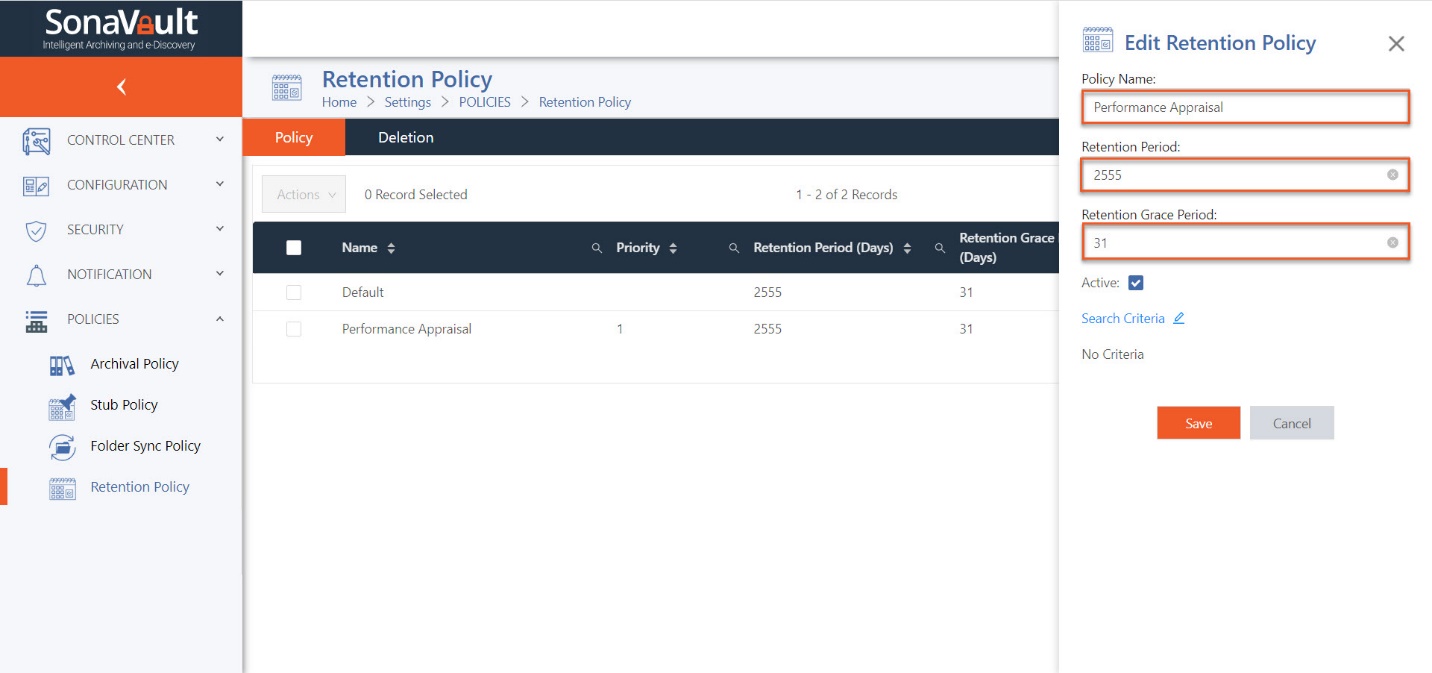 SonaVault
Intelligent Archiving and e-Discovery
CONTROL CENTER
CONFIGURATION
SECURITY
NOTIFICATION
POLICIES
Archival Policy
Stub Policy
Folder Sync Policy
Retention Policy
Retention Policy
Home > Settings > POLICIES > Retention Policy
Policy Deletion
Actions 0 Record Selected 1 - 2 of 2 Records
Name Priority Retention Period (Days) Retention Grace
(Days)
Default 2555 31
Performance Appraisal 1 2555 31
Edit Retention Policy
Policy Name:
Performance Appraisal
Retention Period:
2555
Retention Grace Period:
31
Active:
Search Criteria
No Criteria
Save Cancel